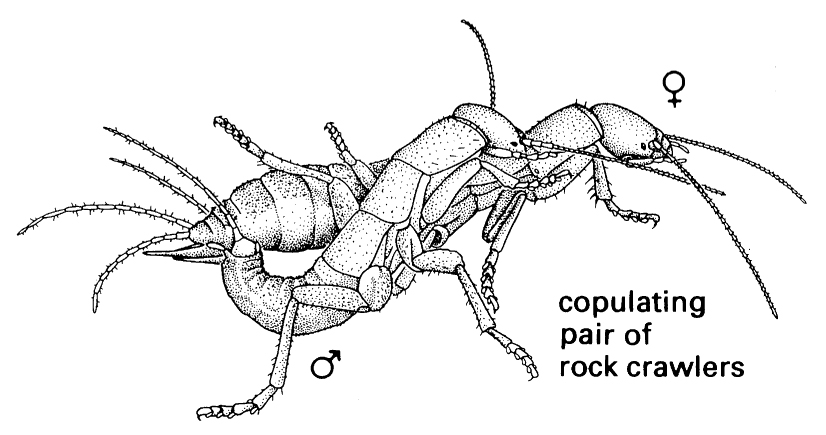 ♀
copulating
pair of
rock crawlers
♂